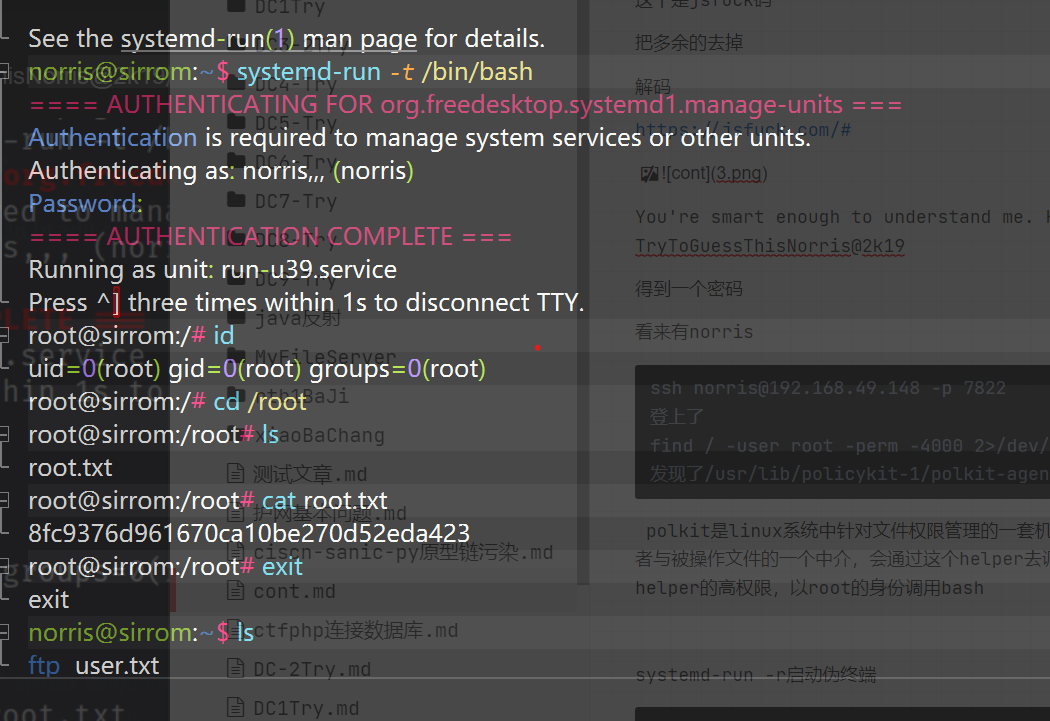 See the systemd-run(1) man page for details.
norris@sirrom:~$ systemd-run -t /bin/bash
==== AUTHENTICATING FOR org.freedesktop.systemd1.manage-units ===
Authentication is required to manage system services or other units.
Authenticating as: norris,,, (norris)
Password:
==== AUTHENTICATION COMPLETE ===
Running as unit: run-u39.service
Press ^] three times within 1s to disconnect TTY.
root@sirrom:/# id
uid=0(root) gid=0(root) groups=0(root)
root@sirrom:/# cd /root
root@sirrom:/root# ls
root.txt
root@sirrom:/root# cat root.txt
8fc9376d961670ca10be270d52eda423
root@sirrom:/root# exit
exit
norris@sirrom:~$ ls
ftp user.txt
DC1Try
DC4-Try
DC5-Try
DC6-Try
DC7-Try
DC9-Try
java反射
MyFileServer
XiaoBaChang
测试文章.md
护网基本问题.md
ciscn-sanic-py原型链污染.md
cont.md
ctfphp连接数据库.md
DC-2Try.md
DC1Try.md
这个是jsfuck码
把多余的去掉
解码
https://jsfuck.com/#
![cont](3.png)
You're smart enough to understand me.
TryToGuessThisNorris@2k19
得到一个密码
看来有norris
ssh norris@192.168.49.148 -p 7822
登上了
find / -user root -perm -4000 2>/dev/
发现了/usr/lib/policykit-1/polkit-agen
polkit是linux系统中针对文件权限管理的一套机
者与被操作文件的一个中介，会通过这个helper去调
helper的高权限，以root的身份调用bash
systemd-run -r启动伪终端